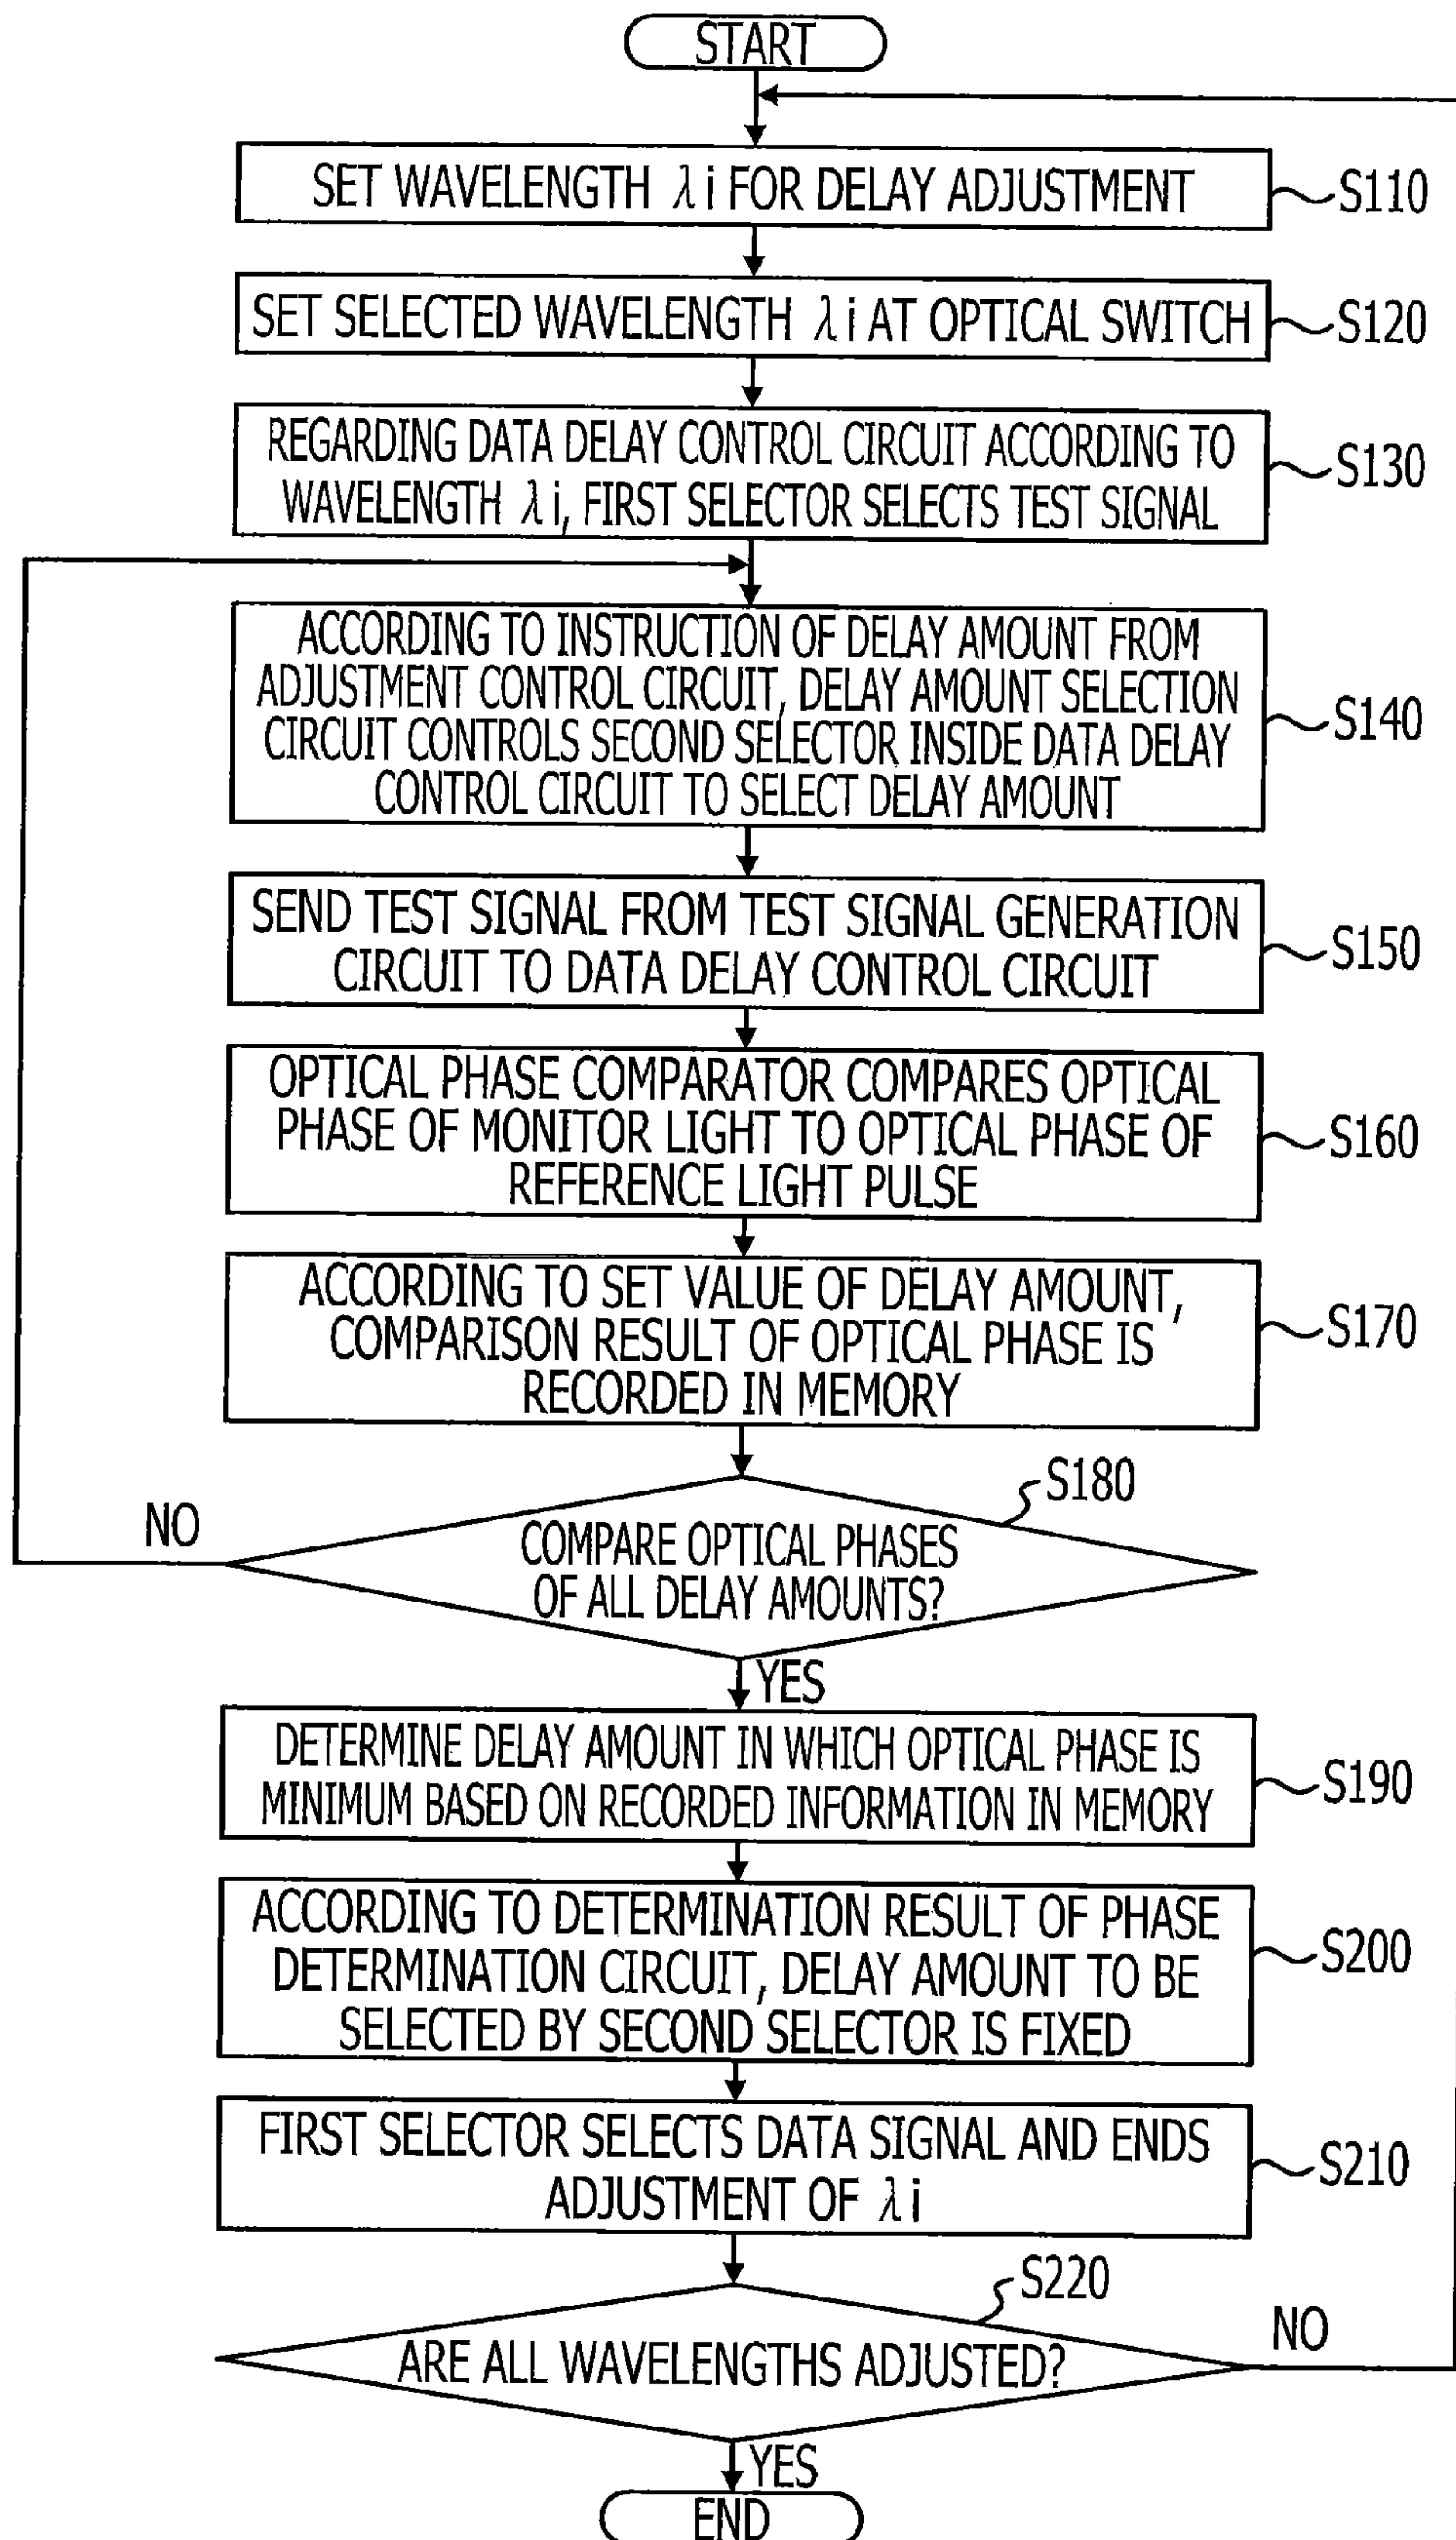 START
SET WAVELENGTH λi FOR DELAY ADJUSTMENT
S110
SET SELECTED WAVELENGTH λi AT OPTICAL SWITCH
S120
REGARDING DATA DELAY CONTROL CIRCUIT ACCORDING TO
WAVELENGTH λi, FIRST SELECTOR SELECTS TEST SIGNAL
S130
ACCORDING TO INSTRUCTION OF DELAY AMOUNT FROM
ADJUSTMENT CONTROL CIRCUIT, DELAY AMOUNT SELECTION
CIRCUIT CONTROLS SECOND SELECTOR INSIDE DATA DELAY
CONTROL CIRCUIT TO SELECT DELAY AMOUNT
S140
SEND TEST SIGNAL FROM TEST SIGNAL GENERATION
CIRCUIT TO DATA DELAY CONTROL CIRCUIT
S150
OPTICAL PHASE COMPARATOR COMPARES OPTICAL
PHASE OF MONITOR LIGHT TO OPTICAL PHASE OF
REFERENCE LIGHT PULSE
S160
ACCORDING TO SET VALUE OF DELAY AMOUNT,
COMPARISON RESULT OF OPTICAL PHASE IS
RECORDED IN MEMORY
S170
S180
NO
COMPARE OPTICAL PHASES
OF ALL DELAY AMOUNTS?
YES
DETERMINE DELAY AMOUNT IN WHICH OPTICAL PHASE IS
MINIMUM BASED ON RECORDED INFORMATION IN MEMORY
S190
ACCORDING TO DETERMINATION RESULT OF PHASE
DETERMINATION CIRCUIT, DELAY AMOUNT TO BE
SELECTED BY SECOND SELECTOR IS FIXED
S200
FIRST SELECTOR SELECTS DATA SIGNAL AND ENDS
ADJUSTMENT OF λi
S210
S220
NO
ARE ALL WAVELENGTHS ADJUSTED?
YES
END